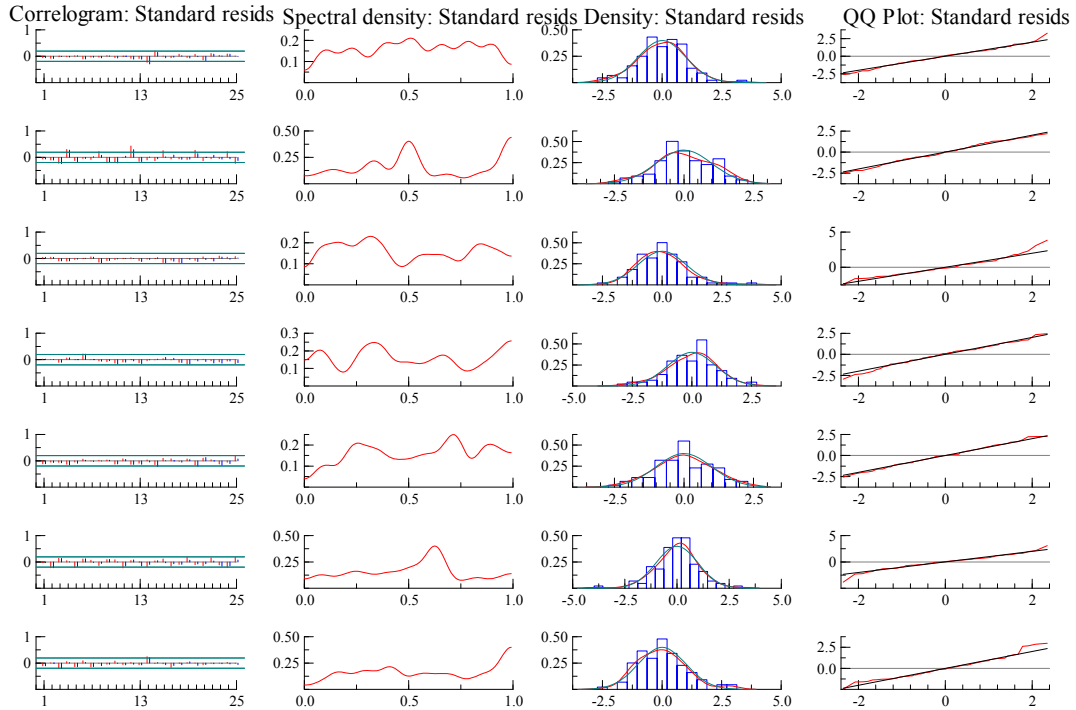 Correlogram: Standard resids Spectral density: Standard resids Density: Standard resids QQ Plot: Standard resids
1 0.2 0.50 2.5
0 0.1 0.25 0.0
-2.5
1 13 25 0.0 0.5 1.0 -2.5 0.0 2.5 5.0 -2 0 2
1 0.50 0.50 2.5
0 0.25 0.25 0.0
-2.5
1 13 25 0.0 0.5 1.0 -2.5 0.0 2.5 -2 0 2
1 0.2 0.50 5
0 0.1 0.25 0
1 13 25 0.0 0.5 1.0 -2.5 0.0 2.5 5.0 -2 0 2
1 0.3 0.50 2.5
0 0.2 0.25 0.0
0.1 -2.5
1 13 25 0.0 0.5 1.0 -5.0 -2.5 0.0 2.5 -2 0 2
1 0.2 0.50 2.5
0 0.1 0.25 0.0
-2.5
1 13 25 0.0 0.5 1.0 -2.5 0.0 2.5 -2 0 2
1 0.50 0.50 5
0 0.25 0.25 0
1 13 25 0.0 0.5 1.0 -5.0 -2.5 0.0 2.5 5.0 -2 0 2
1 0.50 0.50 2.5
0 0.25 0.25 0.0
1 13 25 0.0 0.5 1.0 -2.5 0.0 2.5 5.0 -2 0 2